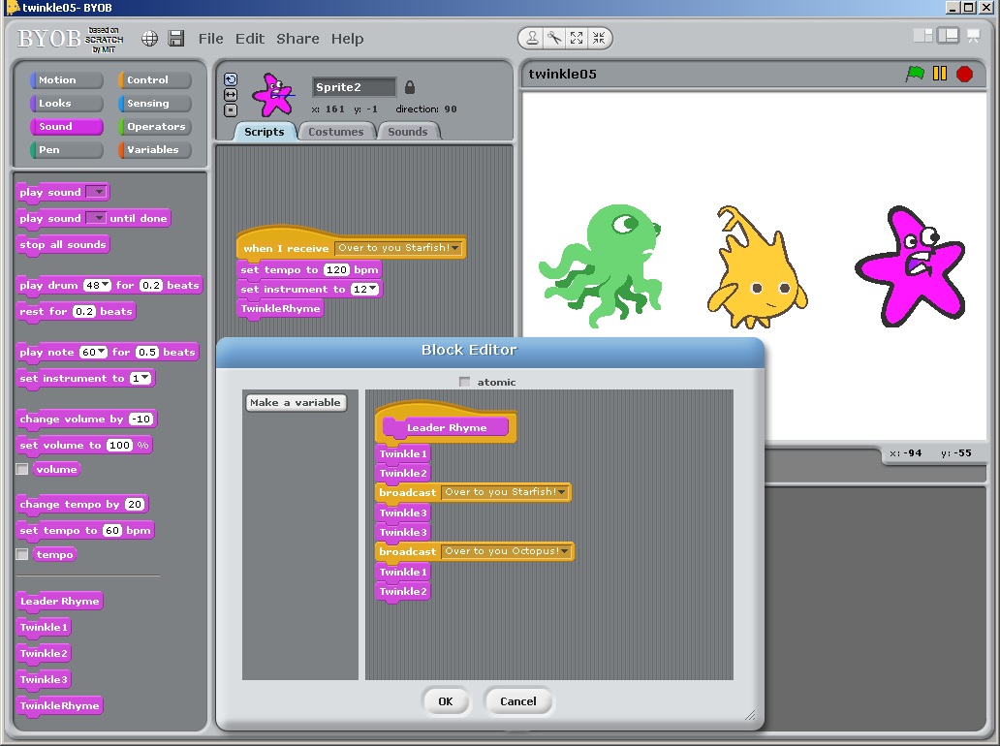 twinkle05- BYOB
BYOB
based on
SCRATCH
by MIT
File Edit Share Help
Motion Control
Looks Sensing
Sound Operators
Pen Variables
play sound
play sound until done
stop all sounds
play drum 48 for 0.2 beats
rest for 0.2 beats
play note 60 for 0.5 beats
set instrument to 1
change volume by -10
set volume to 100 %
volume
change tempo by 20
set tempo to 60 bpm
tempo
Leader Rhyme
Twinkle1
Twinkle2
Twinkle3
TwinkleRhyme
Sprite2
x: 161 y: -1 direction: 90
Scripts Costumes Sounds
when I receive Over to you Starfish!
set tempo to 120 bpm
set instrument to 12
TwinkleRhyme
twinkle05
x: -94 y: -55
Block Editor
atomic
Make a variable
Leader Rhyme
Twinkle1
Twinkle2
broadcast Over to you Starfish!
Twinkle3
Twinkle3
broadcast Over to you Octopus!
Twinkle1
Twinkle2
OK Cancel